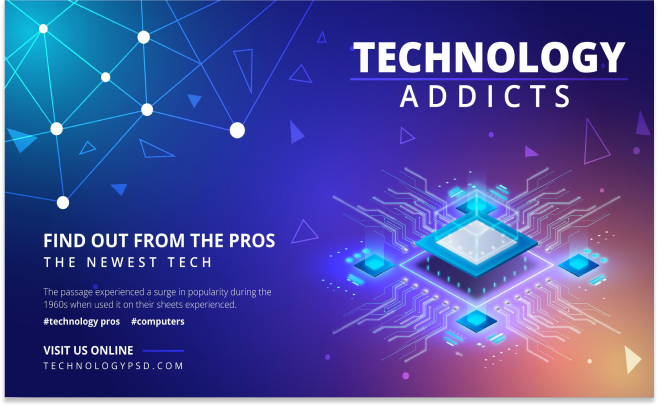 TECHNOLOGY
ADDICTS
FIND OUT FROM THE PROS
THE NEWEST TECH
The passage experienced a surge in popularity during the
1960s when used it on their sheets experienced.
#technology pros #computers
VISIT US ONLINE
TECHNOLOGYPSD.COM